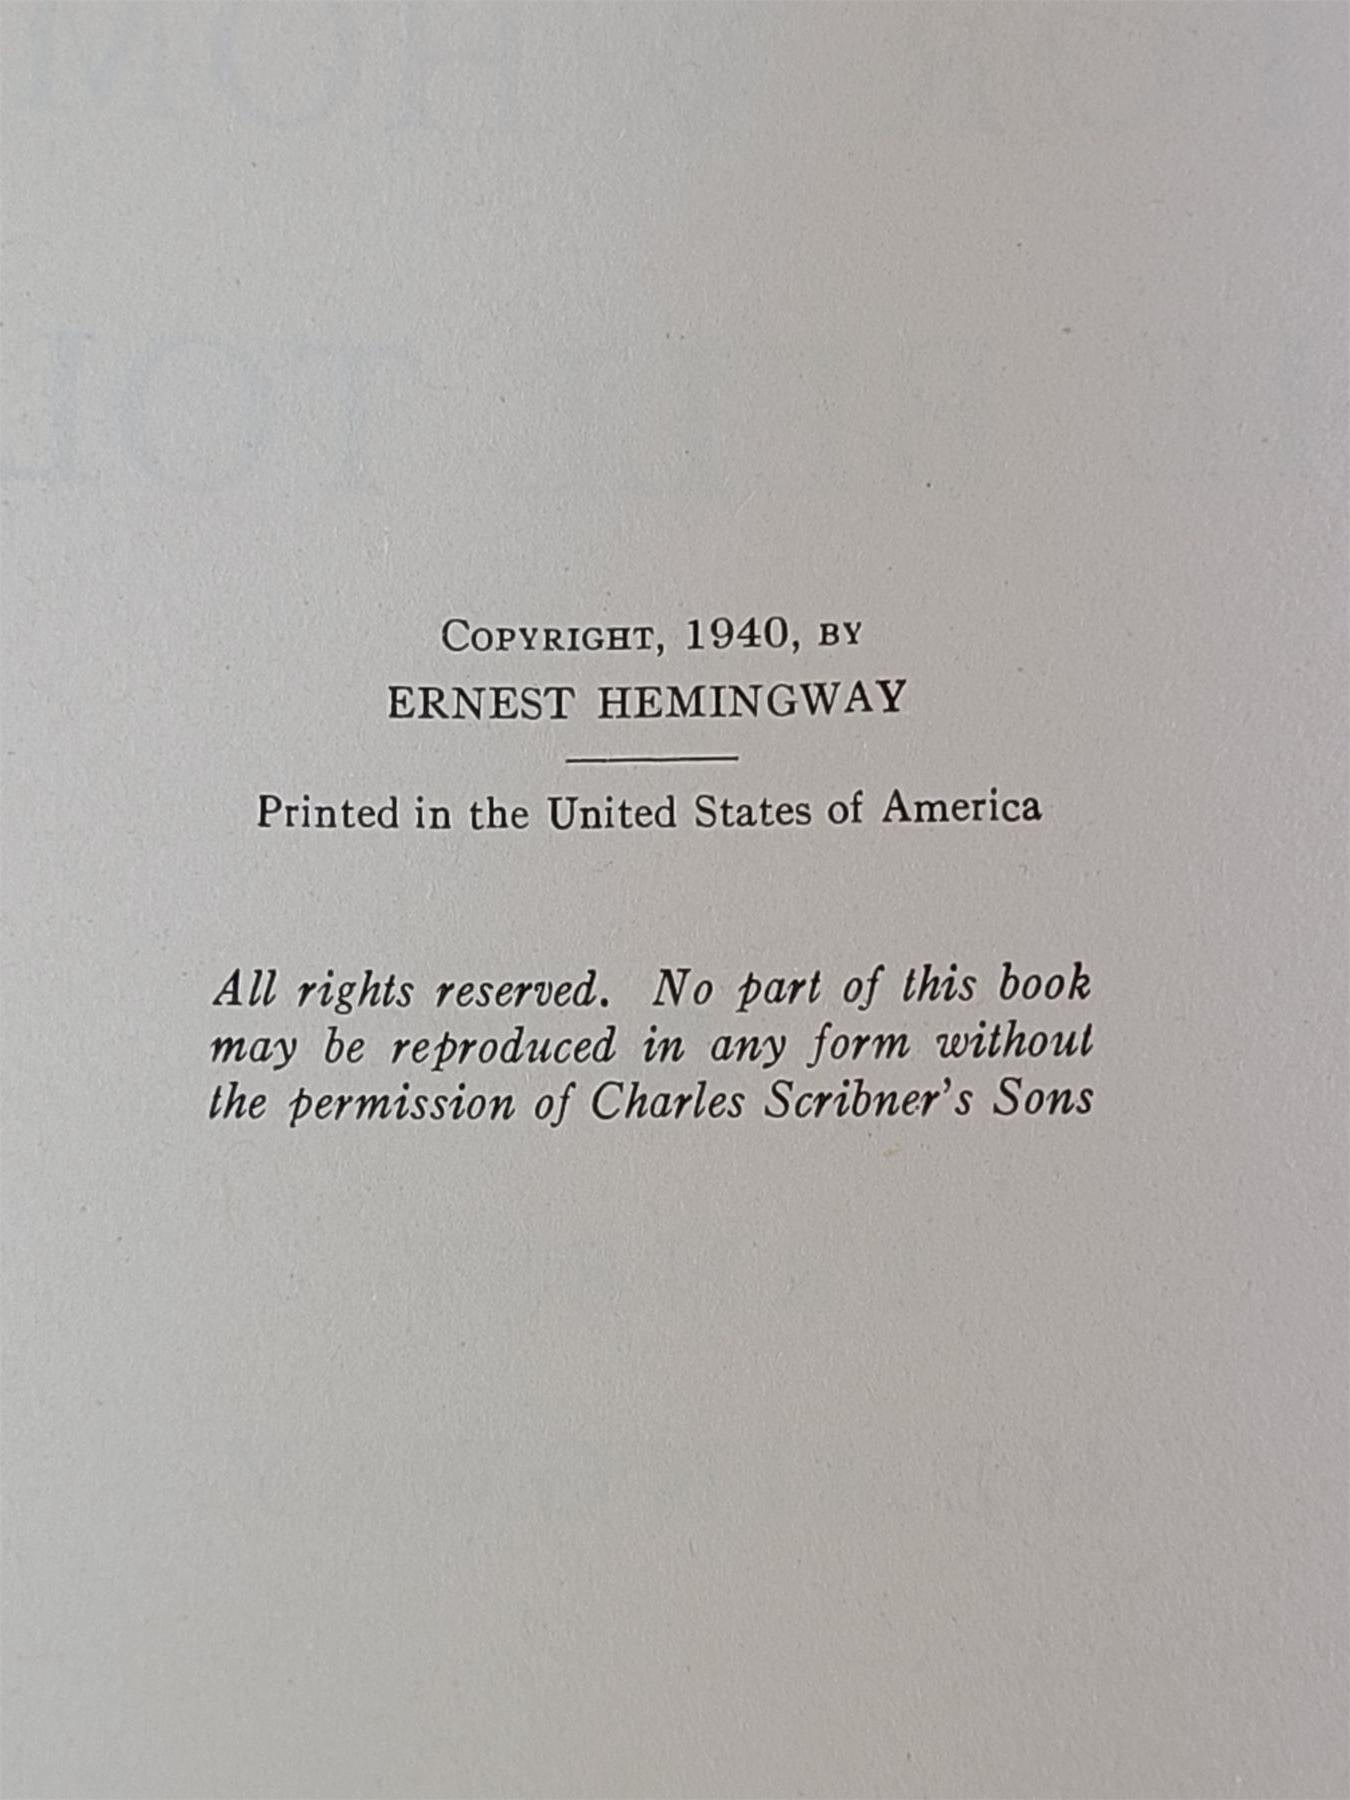 COPYRIGHT, 1940, BY
ERNEST HEMINGWAY
Printed in the United States of America
All rights reserved. No part of this book
may be reproduced in any form without
the permission of Charles Scribner's Sons